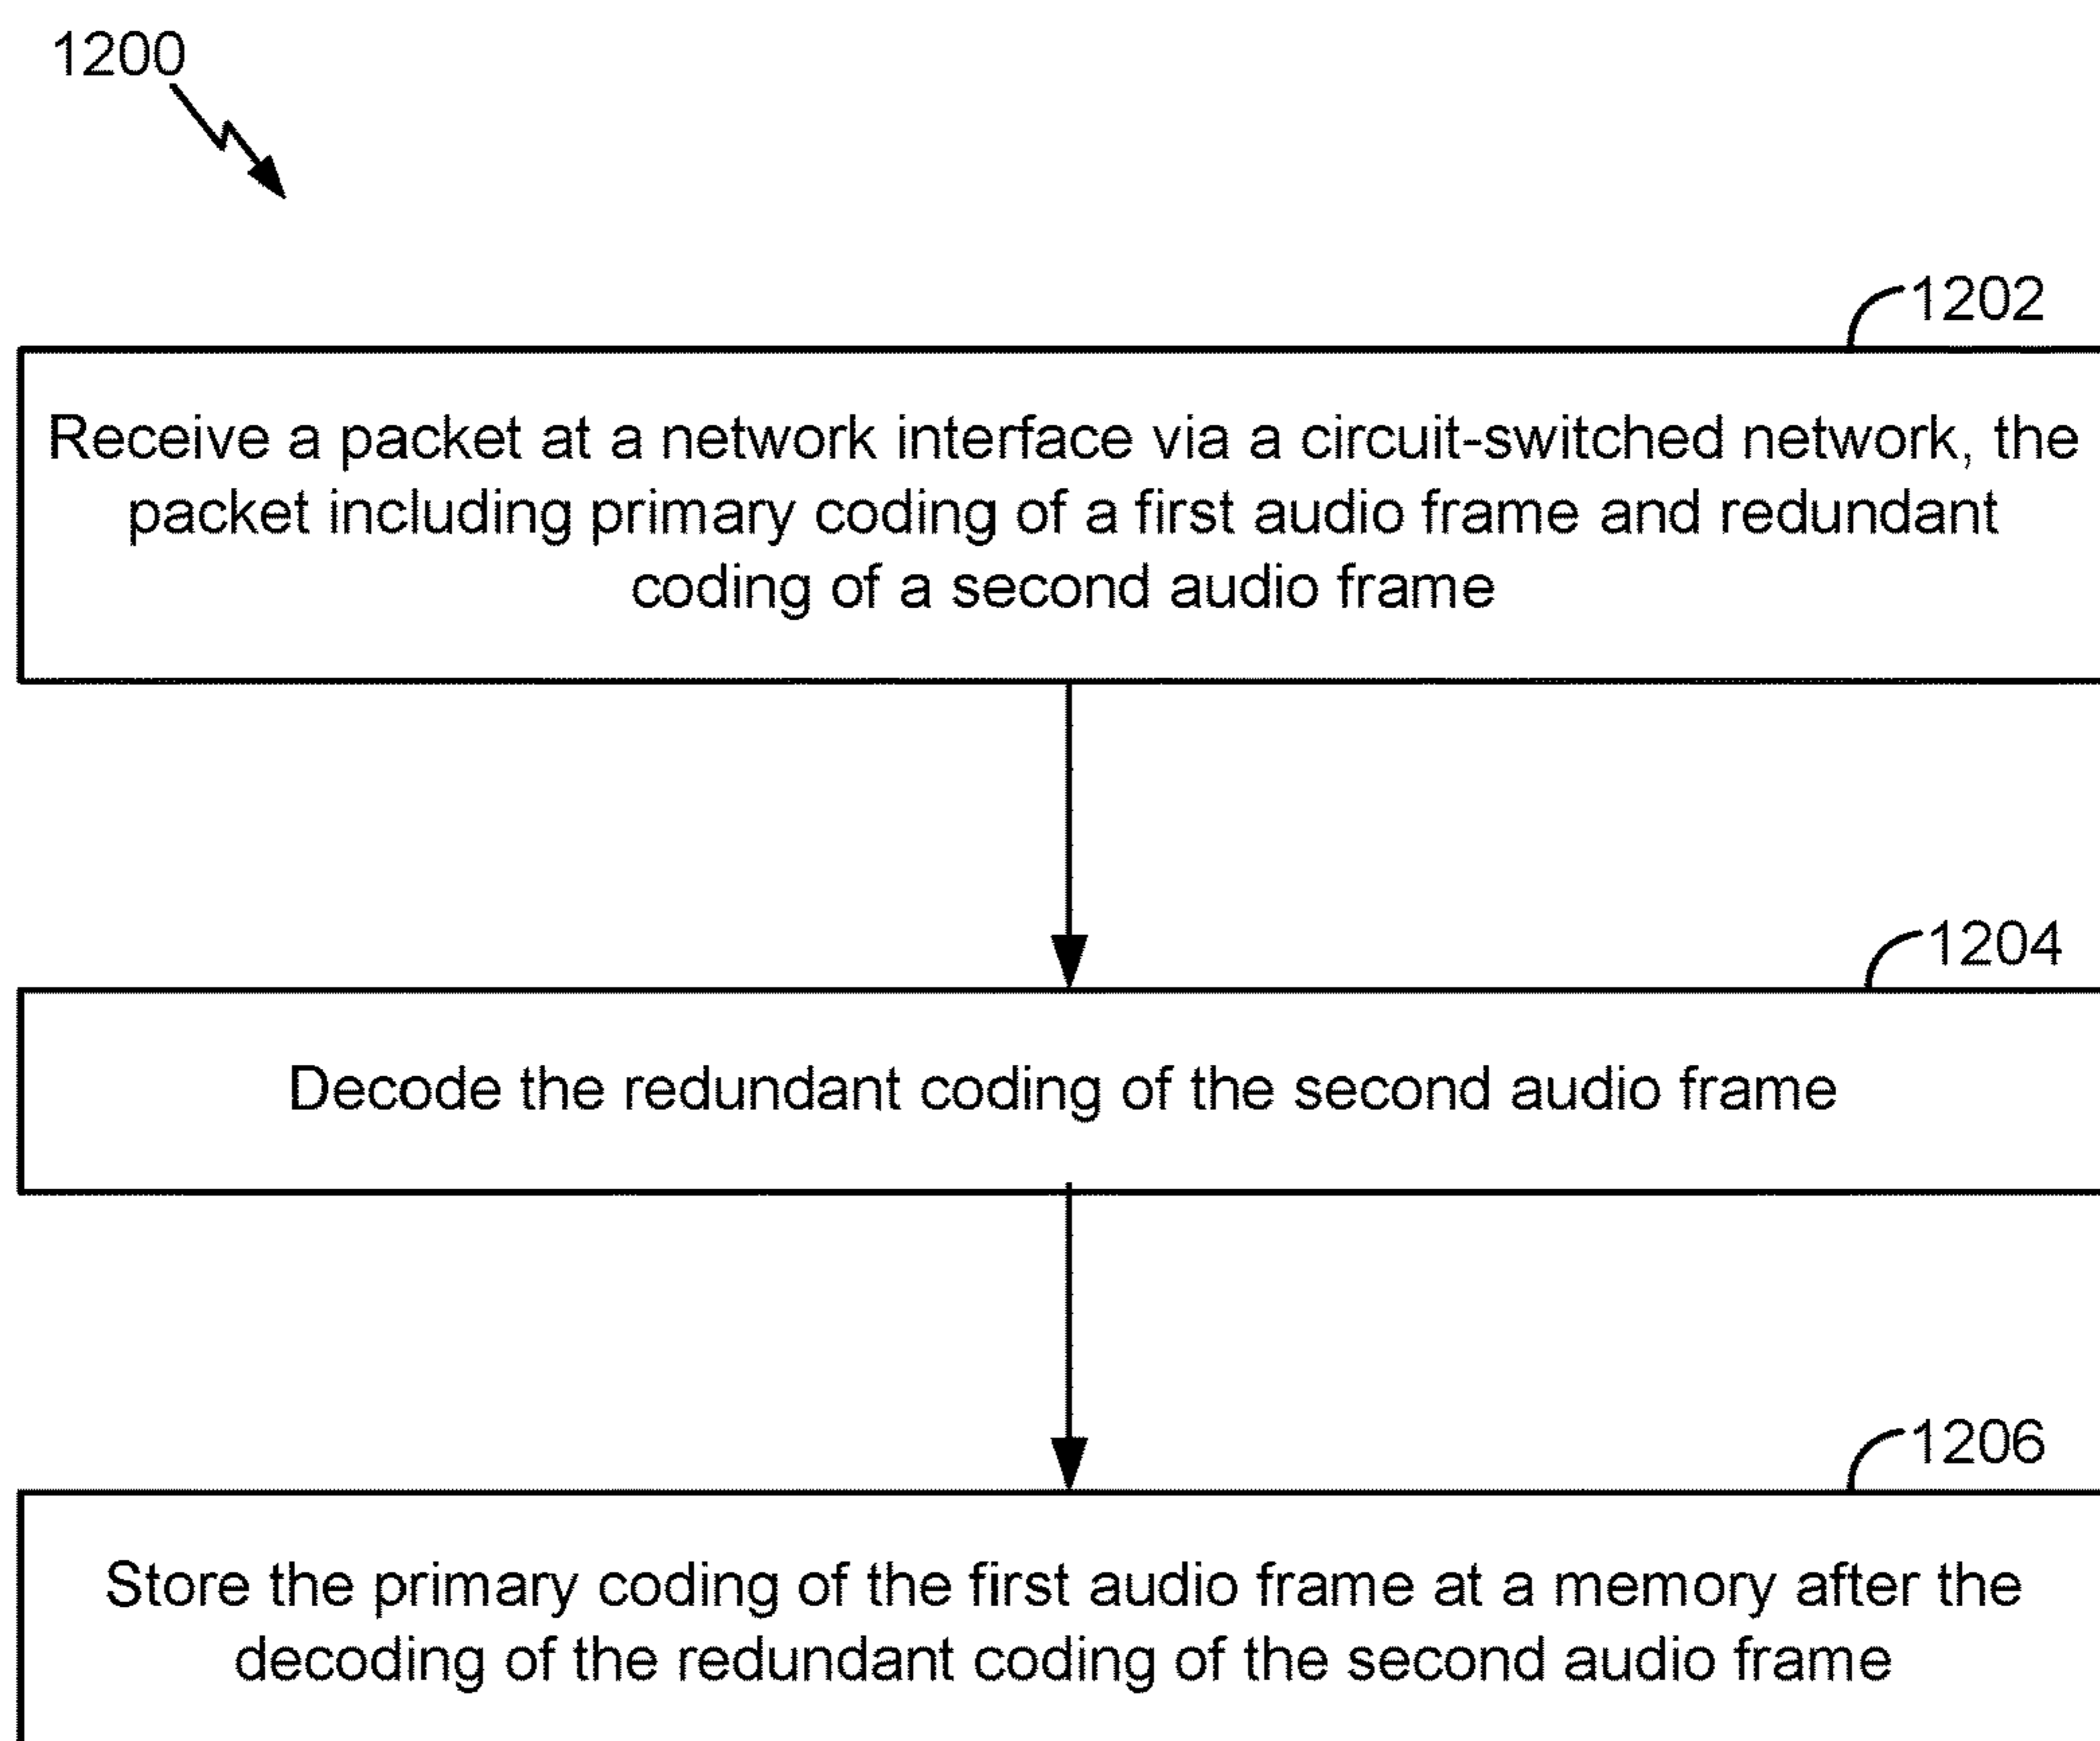 1200
1202
Receive a packet at a network interface via a circuit-switched network, the
packet including primary coding of a first audio frame and redundant
coding of a second audio frame
1204
Decode the redundant coding of the second audio frame
1206
Store the primary coding of the first audio frame at a memory after the
decoding of the redundant coding of the second audio frame